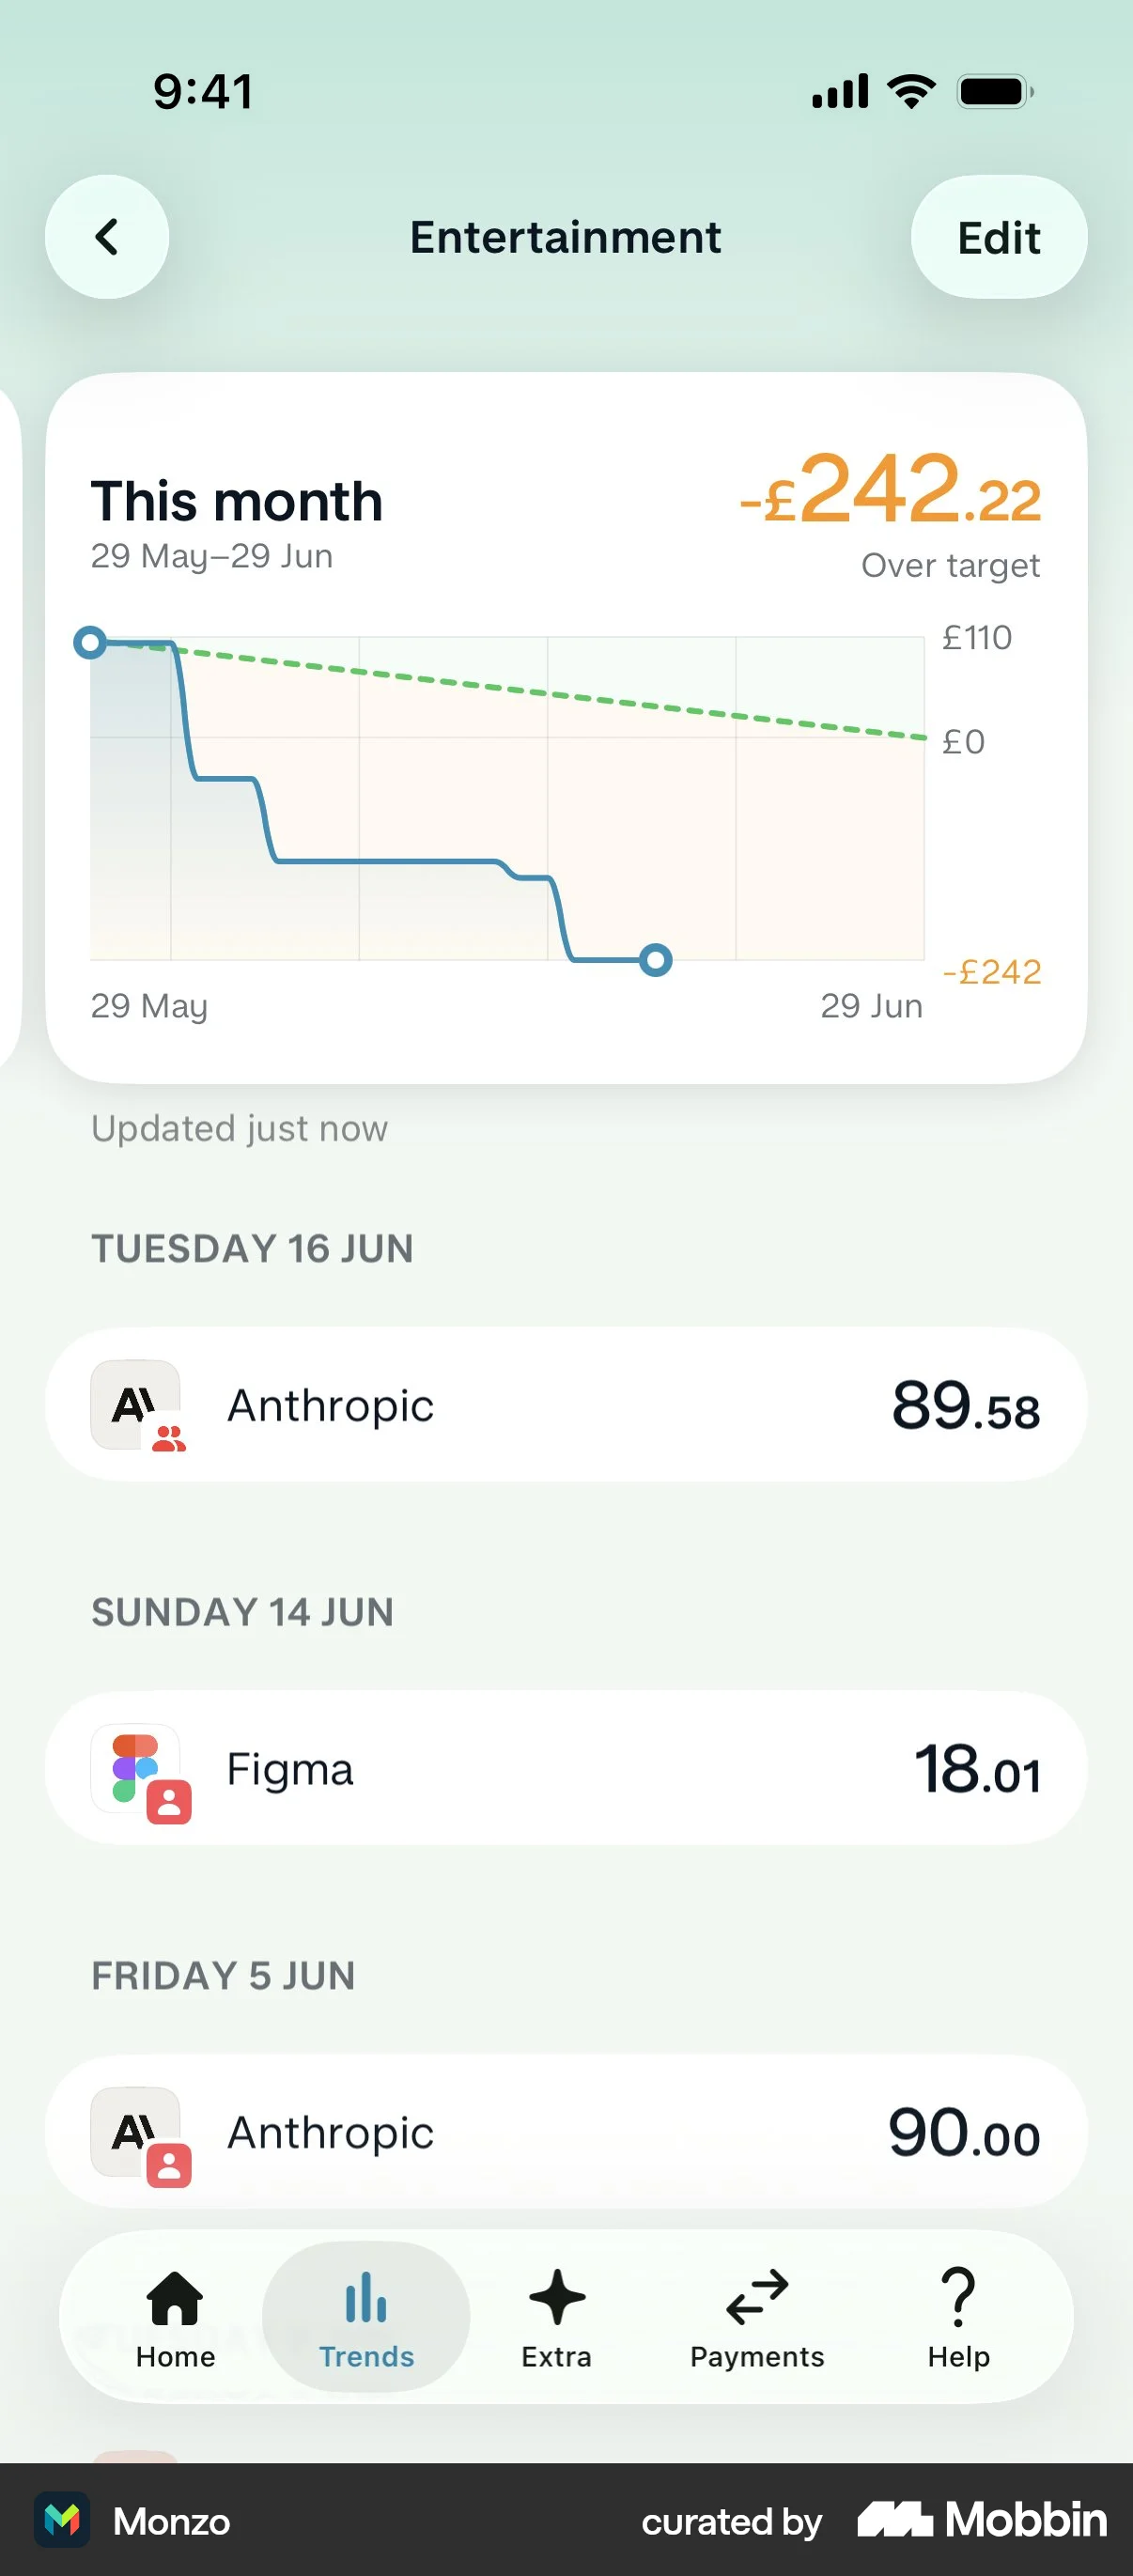 9:41
Entertainment
Edit
This month
-£242.22
29 May–29 Jun
Over target
£110
£0
-£242
29 May
29 Jun
Updated just now
TUESDAY 16 JUN
Anthropic
89.58
SUNDAY 14 JUN
Figma
18.01
FRIDAY 5 JUN
Anthropic
90.00
Home
Trends
Extra
Payments
Help
Monzo
curated by
Mobbin